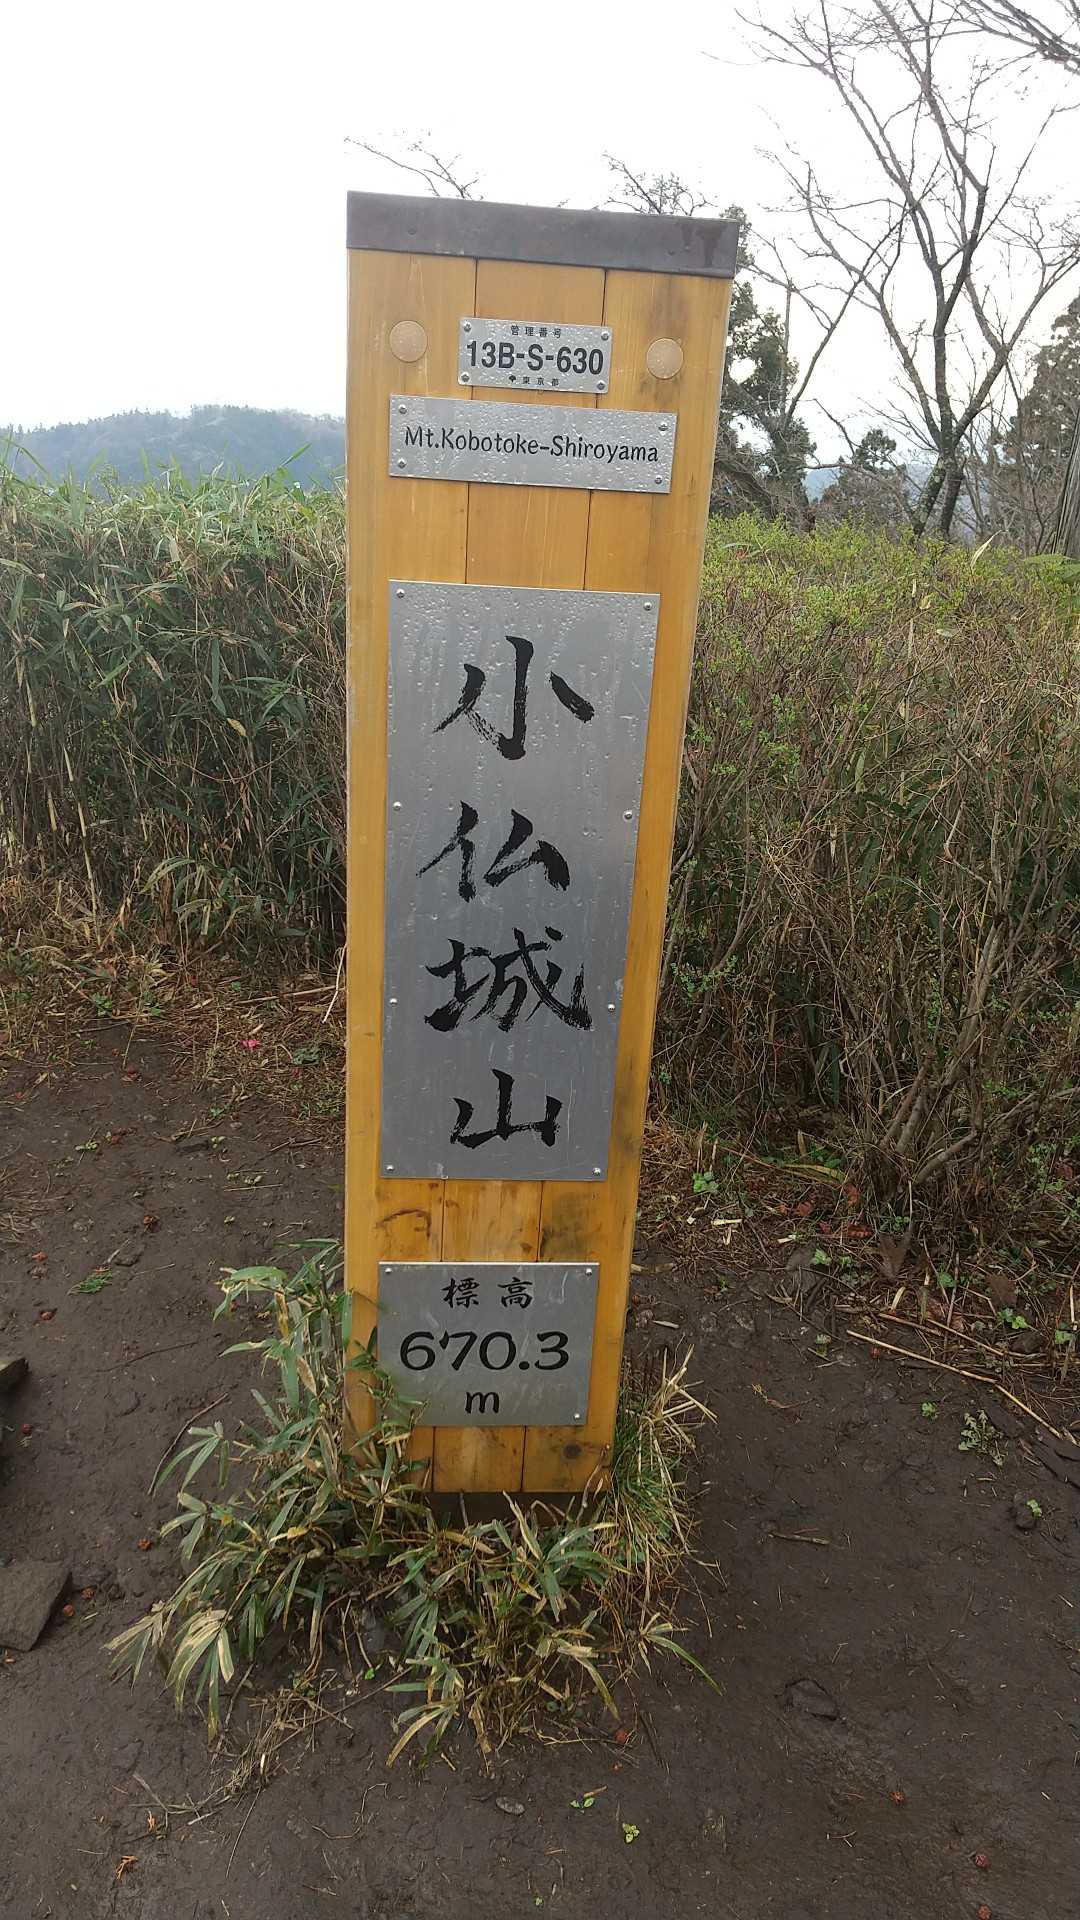 管理番号
13B-S-630
東京都
Mt.Kobotoke-Shiroyama
小仏城山
標高
670.3
m